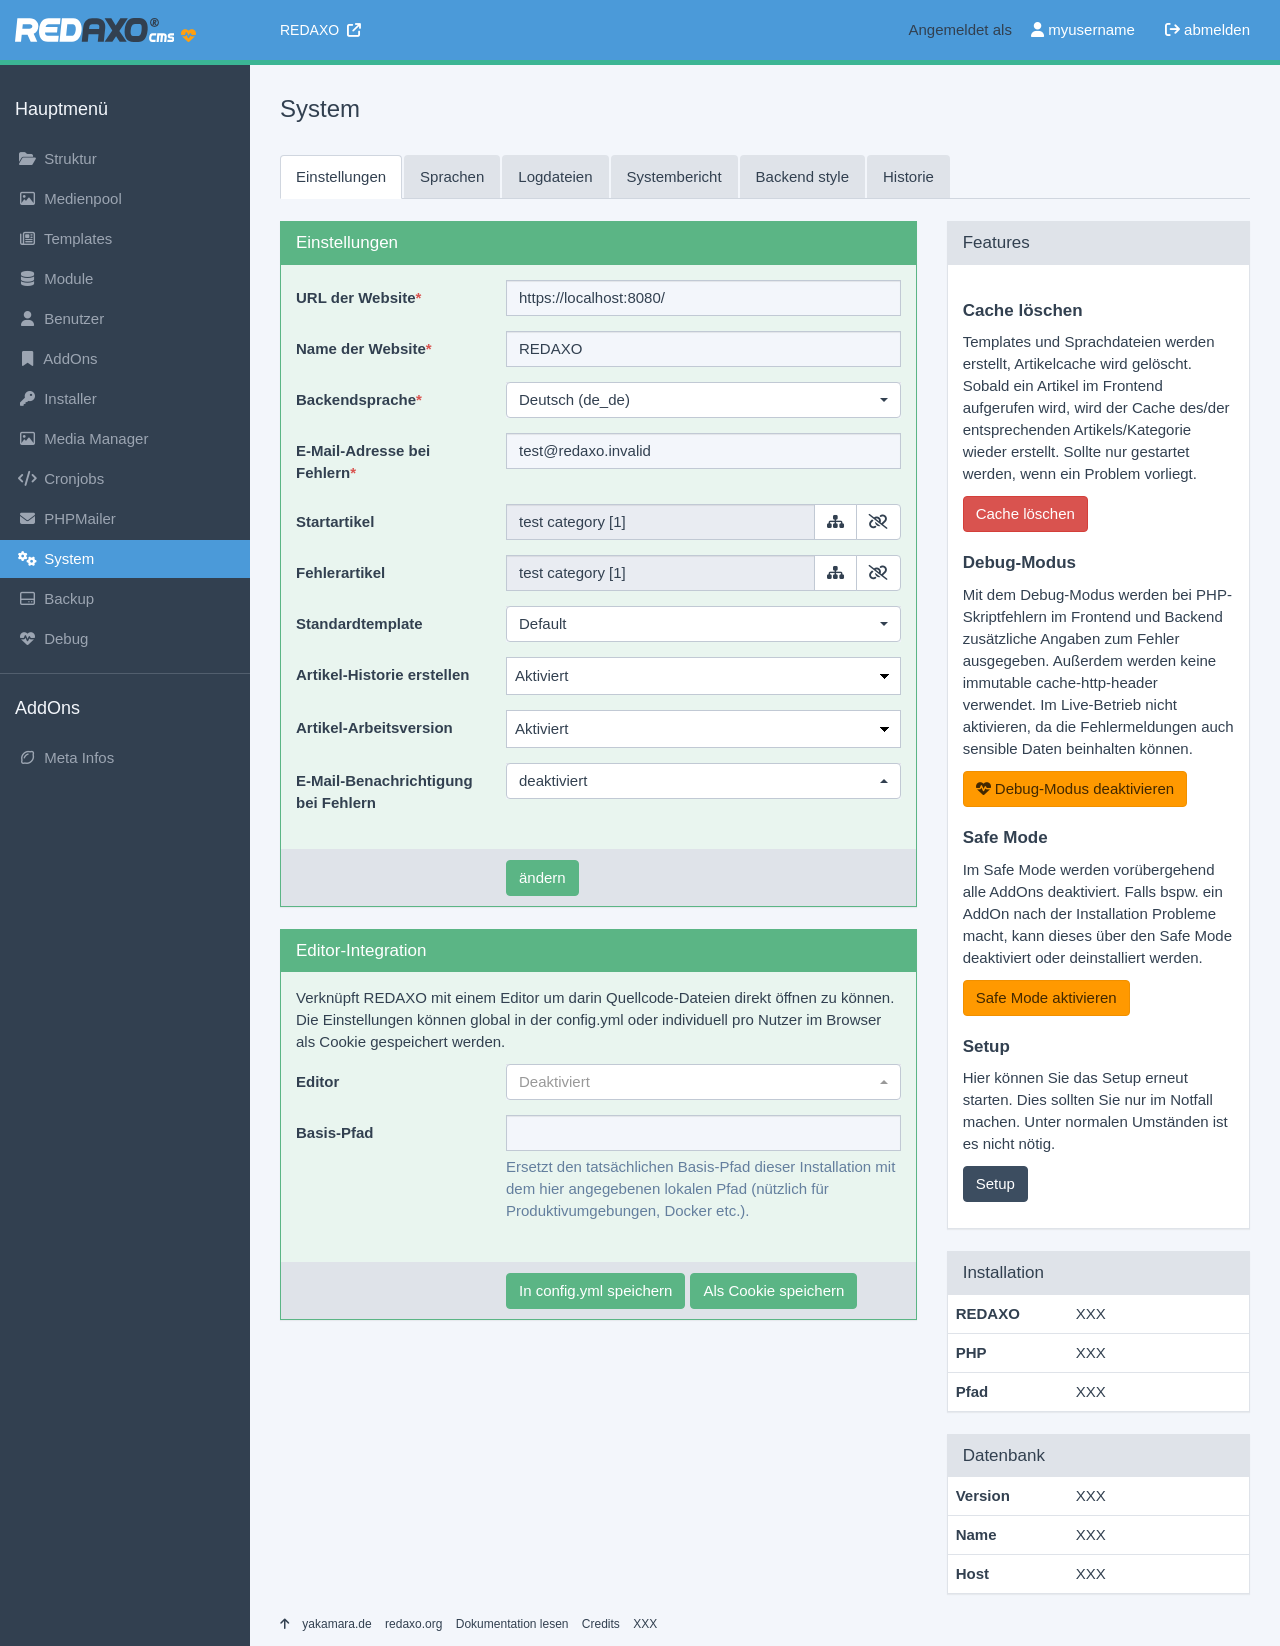 REDAXO® cms
REDAXO
Angemeldet als myusername abmelden
Hauptmenü
Struktur
Medienpool
Templates
Module
Benutzer
AddOns
Installer
Media Manager
Cronjobs
PHPMailer
System
Backup
Debug
AddOns
Meta Infos
System
Einstellungen Sprachen Logdateien Systembericht Backend style Historie
Einstellungen
URL der Website* https://localhost:8080/
Name der Website* REDAXO
Backendsprache* Deutsch (de_de)
E-Mail-Adresse bei
Fehlern* test@redaxo.invalid
Startartikel test category [1]
Fehlerartikel test category [1]
Standardtemplate Default
Artikel-Historie erstellen Aktiviert
Artikel-Arbeitsversion Aktiviert
E-Mail-Benachrichtigung
bei Fehlern deaktiviert
ändern
Editor-Integration
Verknüpft REDAXO mit einem Editor um darin Quellcode-Dateien direkt öffnen zu können.
Die Einstellungen können global in der config.yml oder individuell pro Nutzer im Browser
als Cookie gespeichert werden.
Editor Deaktiviert
Basis-Pfad
Ersetzt den tatsächlichen Basis-Pfad dieser Installation mit
dem hier angegebenen lokalen Pfad (nützlich für
Produktivumgebungen, Docker etc.).
In config.yml speichern Als Cookie speichern
Features
Cache löschen
Templates und Sprachdateien werden
erstellt, Artikelcache wird gelöscht.
Sobald ein Artikel im Frontend
aufgerufen wird, wird der Cache des/der
entsprechenden Artikels/Kategorie
wieder erstellt. Sollte nur gestartet
werden, wenn ein Problem vorliegt.
Cache löschen
Debug-Modus
Mit dem Debug-Modus werden bei PHP-
Skriptfehlern im Frontend und Backend
zusätzliche Angaben zum Fehler
ausgegeben. Außerdem werden keine
immutable cache-http-header
verwendet. Im Live-Betrieb nicht
aktivieren, da die Fehlermeldungen auch
sensible Daten beinhalten können.
Debug-Modus deaktivieren
Safe Mode
Im Safe Mode werden vorübergehend
alle AddOns deaktiviert. Falls bspw. ein
AddOn nach der Installation Probleme
macht, kann dieses über den Safe Mode
deaktiviert oder deinstalliert werden.
Safe Mode aktivieren
Setup
Hier können Sie das Setup erneut
starten. Dies sollten Sie nur im Notfall
machen. Unter normalen Umständen ist
es nicht nötig.
Setup
Installation
REDAXO XXX
PHP XXX
Pfad XXX
Datenbank
Version XXX
Name XXX
Host XXX
yakamara.de redaxo.org Dokumentation lesen Credits XXX